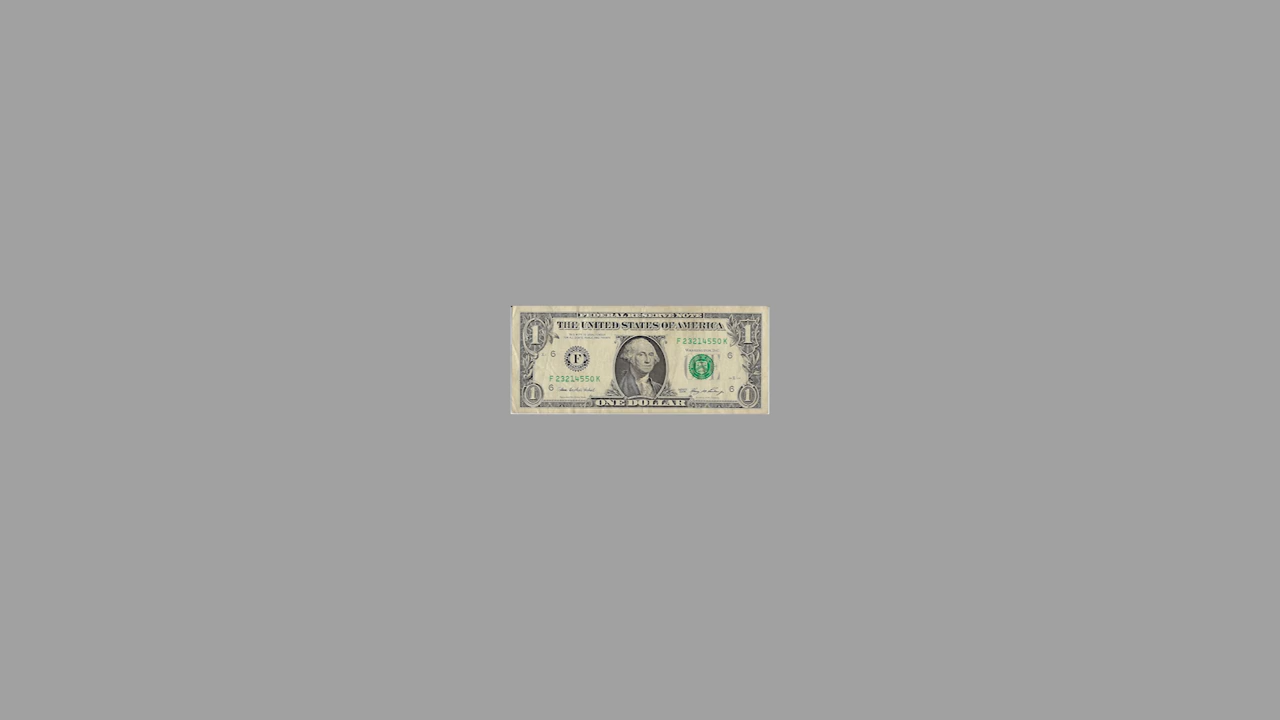 FEDERAL RESERVE NOTE
THE UNITED STATES OF AMERICA
1 1
F 23214550 K
6 6
F
F 23214550 K
6 6
1 1
ONE DOLLAR